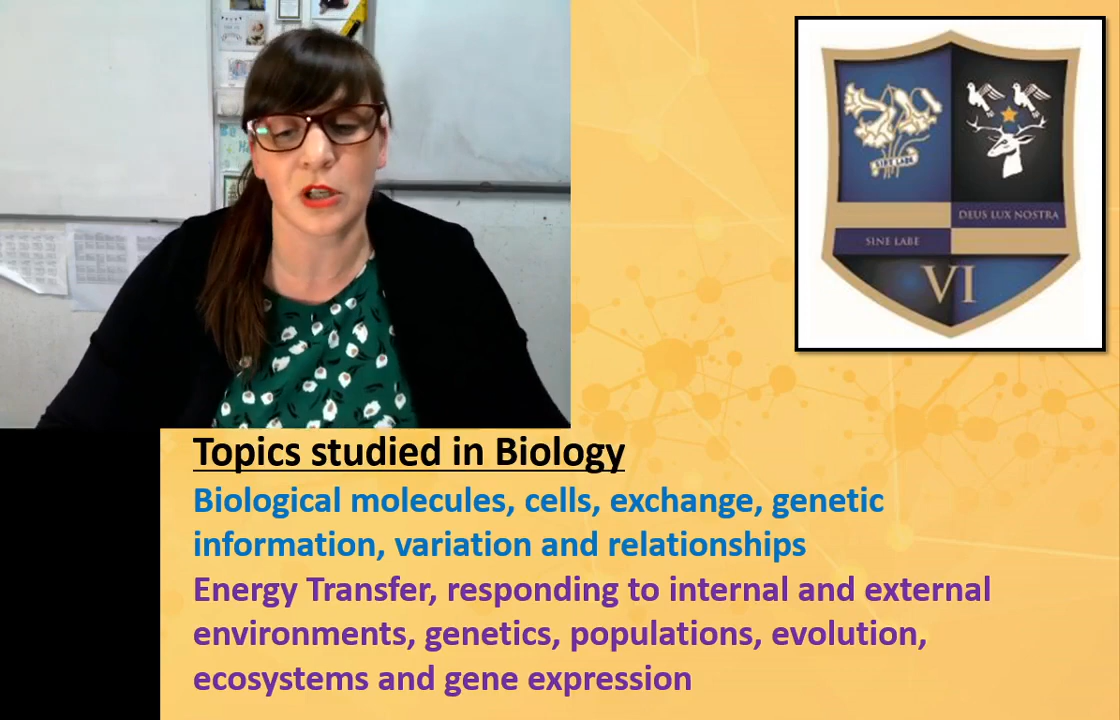 SINE LABE
DEUS LUX NOSTRA
SINE LABE
VI
Topics studied in Biology
Biological molecules, cells, exchange, genetic
information, variation and relationships
Energy Transfer, responding to internal and external
environments, genetics, populations, evolution,
ecosystems and gene expression